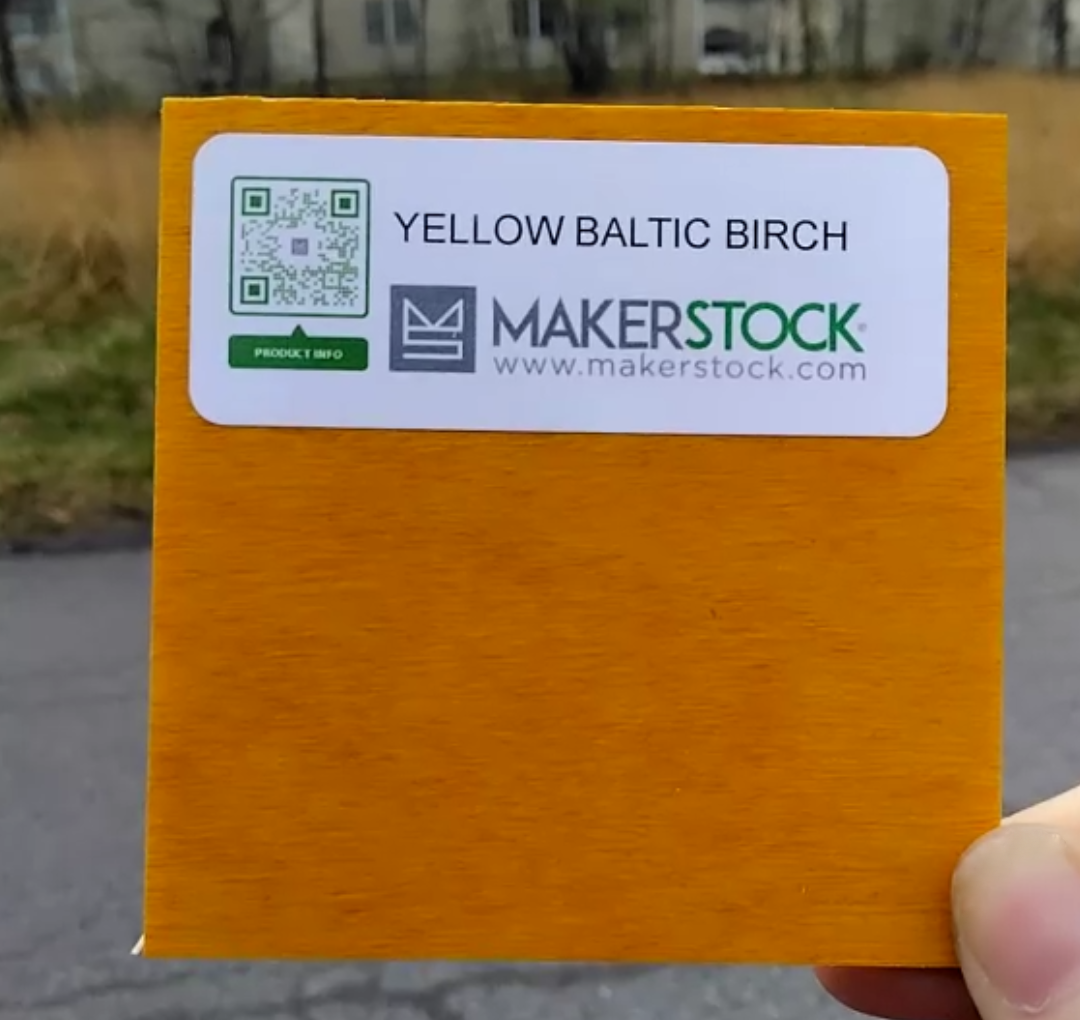 YELLOW BALTIC BIRCH
MAKERSTOCK®
www.makerstock.com
PRODUCT INFO